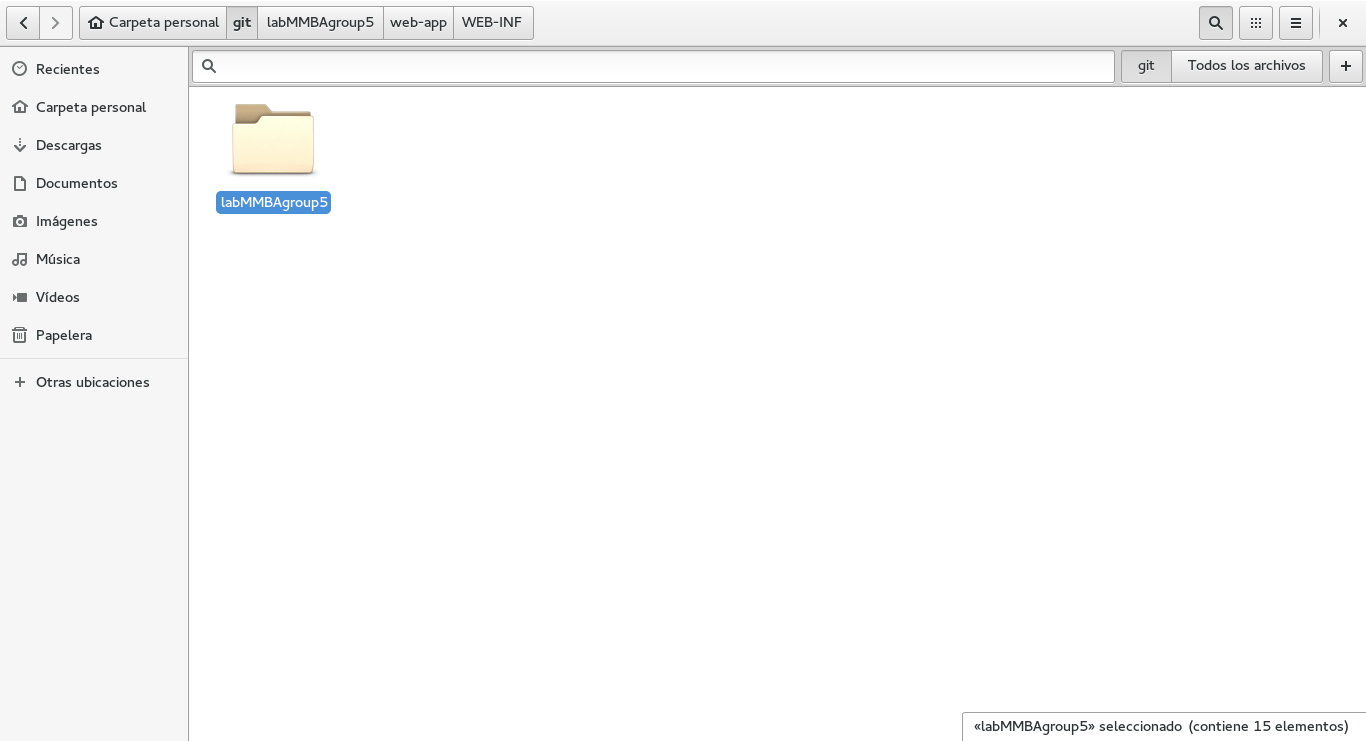 Carpeta personal git labMMBAgroup5 web-app WEB-INF
git Todos los archivos
Recientes
Carpeta personal
Descargas
Documentos
Imágenes
Música
Vídeos
Papelera
Otras ubicaciones
labMMBAgroup5
«labMMBAgroup5» seleccionado (contiene 15 elementos)